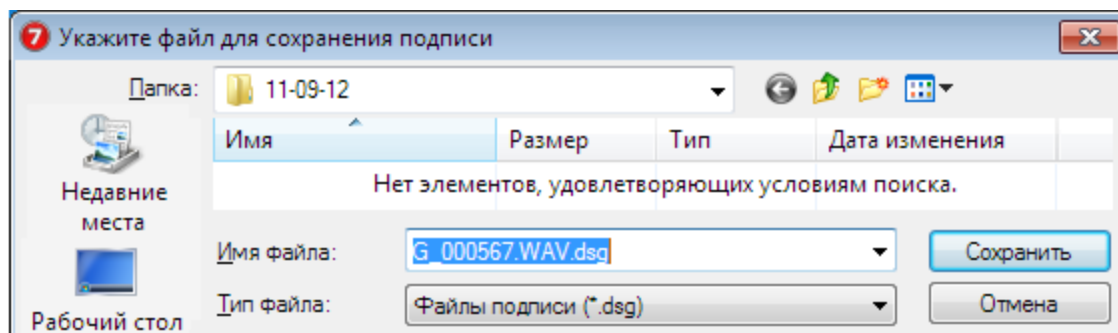 7 Укажите файл для сохранения подписи
Папка: 11-09-12
Имя Размер Тип Дата изменения
Нет элементов, удовлетворяющих условиям поиска.
Недавние
места
Имя файла: G_000567.WAV.dsg Сохранить
Тип файла: Файлы подписи (*.dsg) Отмена
Рабочий стол